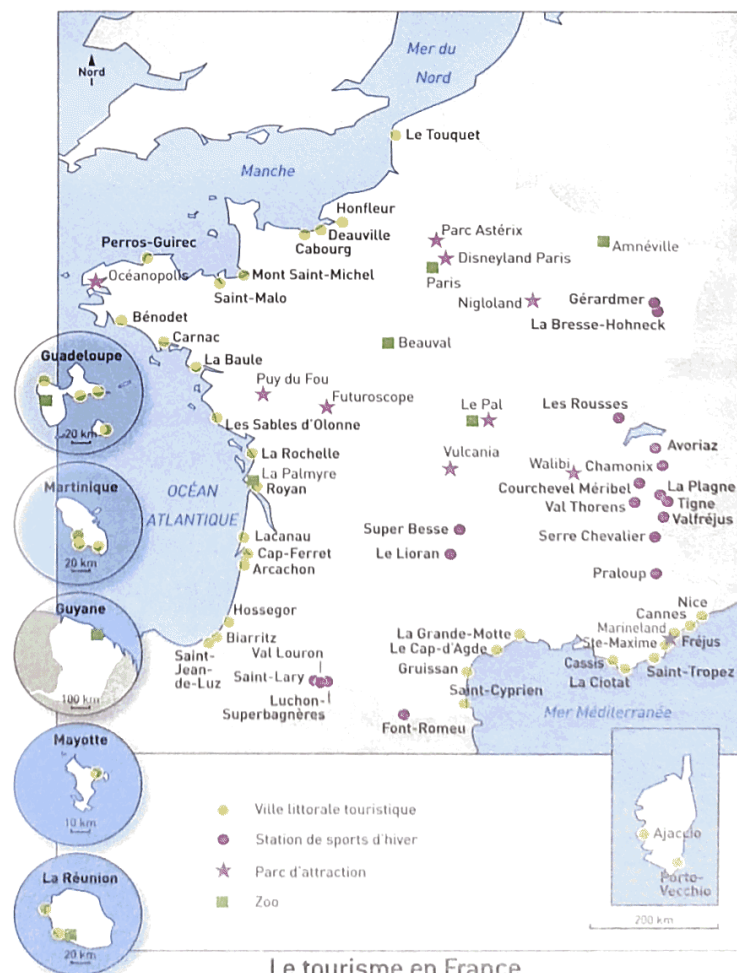 Nord
Mer du
Nord
Le Touquet
Manche
Honfleur
Deauville
Cabourg
Perros-Guirec
Océanopolis
Mont Saint-Michel
Saint-Malo
Parc Astérix
Disneyland Paris
Paris
Amnéville
Nigloland
Gérardmer
La Bresse-Hohneck
Bénodet
Carnac
Beauval
La Baule
Guadeloupe
20 km
Puy du Fou
Futuroscope
Les Sables d'Olonne
Le Pal
Les Rousses
La Rochelle
Avoriaz
Vulcania
Walibi
Chamonix
La Palmyre
Royan
Courchevel Méribel
La Plagne
Val Thorens
Tigne
Valfréjus
Martinique
20 km
OCÉAN
ATLANTIQUE
Super Besse
Le Lioran
Serre Chevalier
Lacanau
Cap-Ferret
Arcachon
Praloup
Guyane
100 km
Hossegor
Biarritz
Saint-
Jean-
de-Luz
Val Louron
Saint-Lary
Luchon-
Superbagnères
La Grande-Motte
Le Cap-d'Agde
Gruissan
Saint-Cyprien
Font-Romeu
Nice
Cannes
Marineland
Ste-Maxime
Fréjus
Cassis
La Ciotat
Saint-Tropez
Mer Méditerranée
Mayotte
10 km
La Réunion
20 km
Ville littorale touristique
Station de sports d'hiver
Parc d'attraction
Zoo
Ajaccio
Porto-
Vecchio
200 km
Le tourisme en France